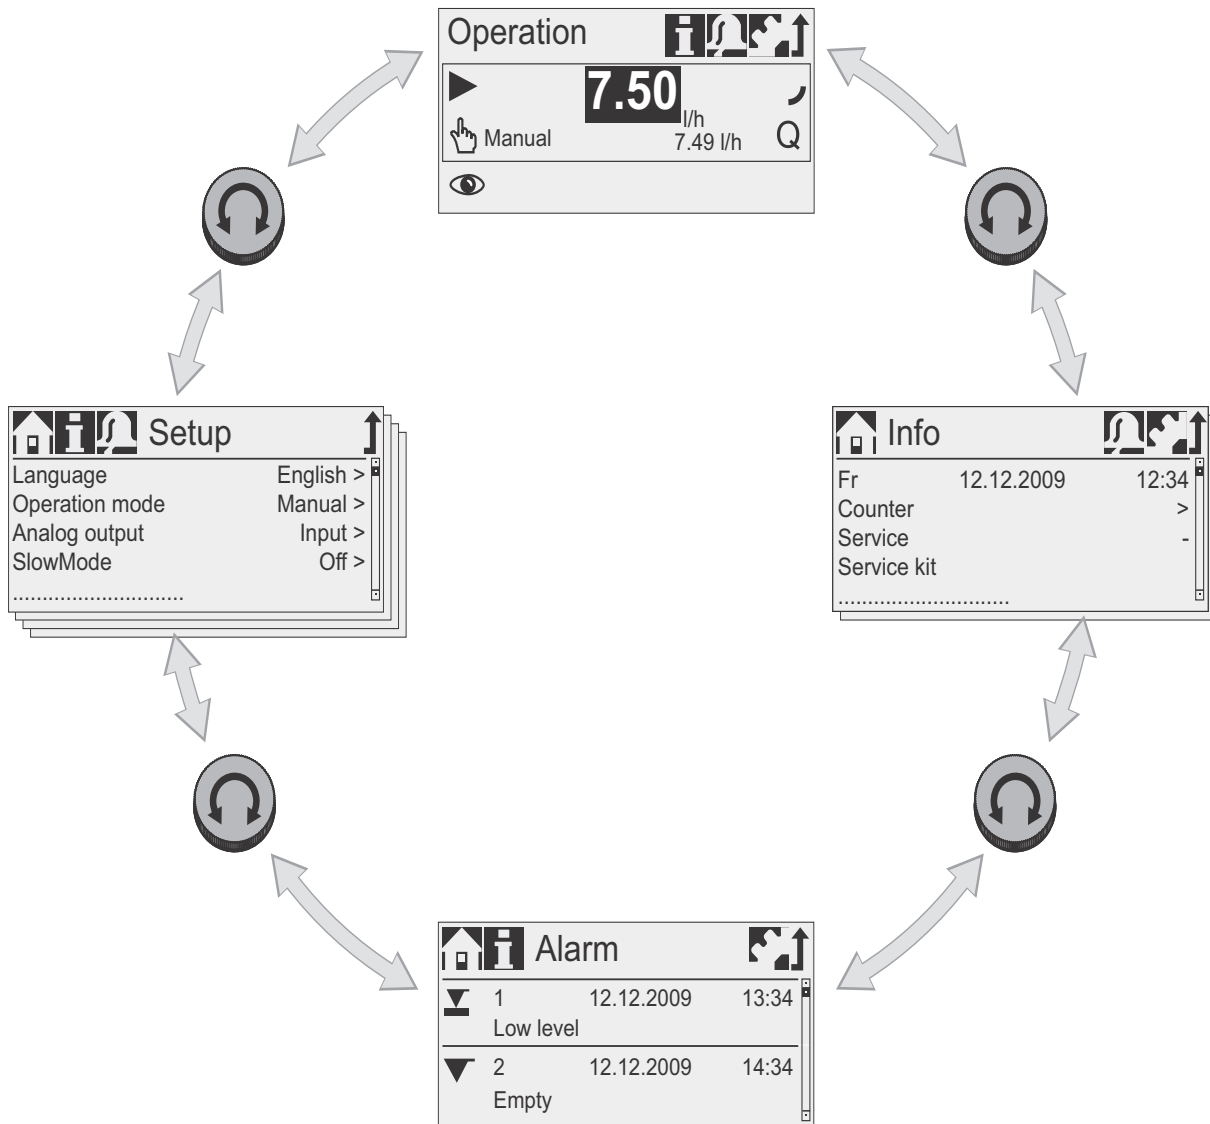 Operation
7.50
l/h
Manual
7.49 l/h
Q
Setup
Language English >
Operation mode Manual >
Analog output Input >
SlowMode Off >
.............................
Info
Fr 12.12.2009 12:34
Counter >
Service -
Service kit
.............................
Alarm
1 12.12.2009 13:34
Low level
2 12.12.2009 14:34
Empty